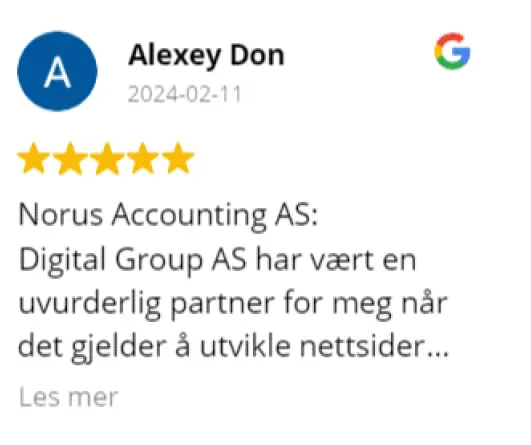 A
Alexey Don
G
2024-02-11
Norus Accounting AS:
Digital Group AS har vært en
uvurderlig partner for meg når
det gjelder å utvikle nettsider...
Les mer